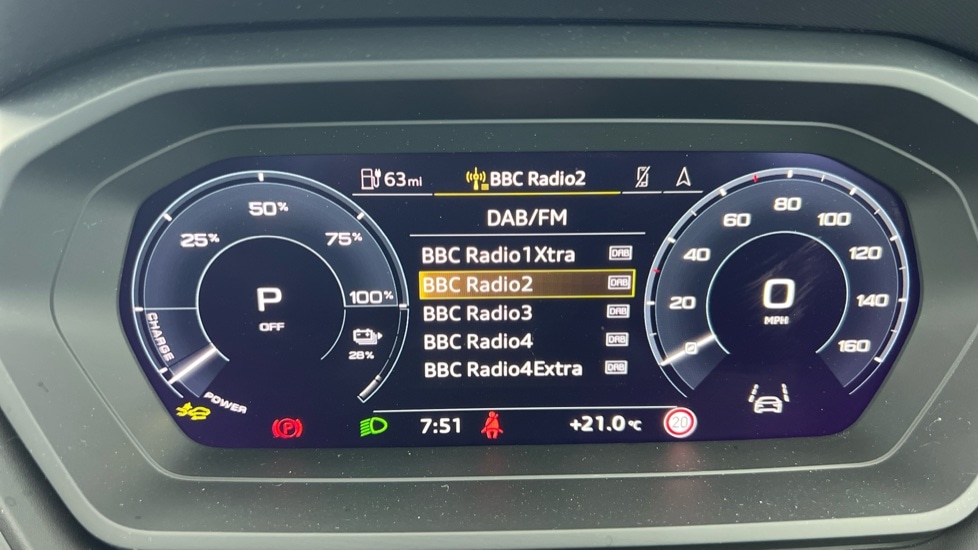 63mi
BBC Radio2
DAB/FM
BBC Radio1Xtra DAB
BBC Radio2 DAB
BBC Radio3 DAB
BBC Radio4 DAB
BBC Radio4Extra DAB
25%
50%
75%
100%
P
OFF
CHARGE
POWER
28%
0
20
40
60
80
100
120
140
160
0
MPH
(P)
7:51
+21.0°C
20